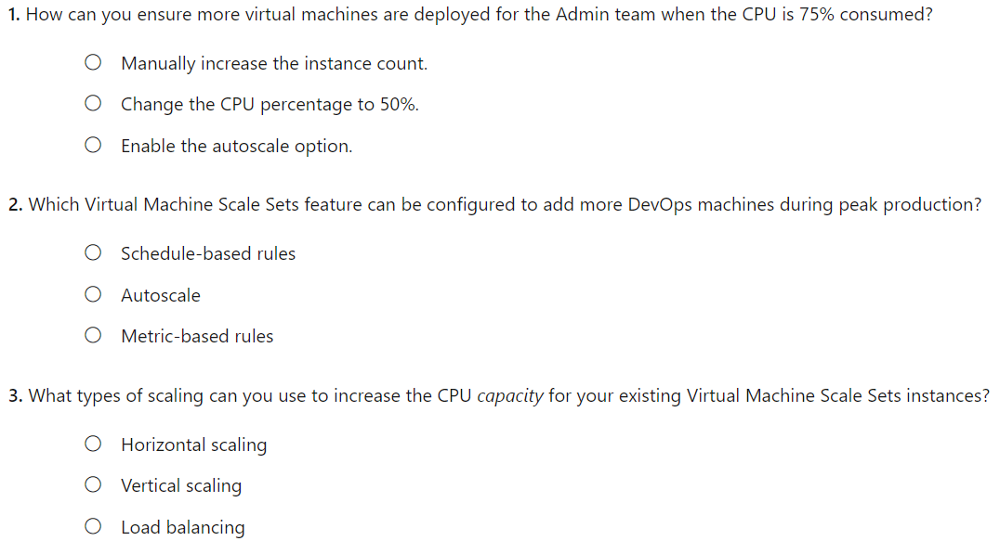 1. How can you ensure more virtual machines are deployed for the Admin team when the CPU is 75% consumed?
Manually increase the instance count.
Change the CPU percentage to 50%.
Enable the autoscale option.
2. Which Virtual Machine Scale Sets feature can be configured to add more DevOps machines during peak production?
Schedule-based rules
Autoscale
Metric-based rules
3. What types of scaling can you use to increase the CPU capacity for your existing Virtual Machine Scale Sets instances?
Horizontal scaling
Vertical scaling
Load balancing